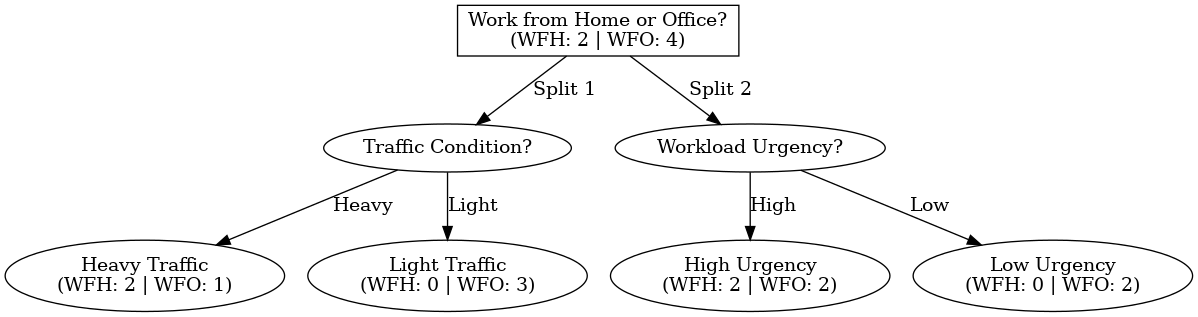 Work from Home or Office?
(WFH: 2 | WFO: 4)
Split 1
Split 2
Traffic Condition?
Workload Urgency?
Heavy
Light
High
Low
Heavy Traffic
(WFH: 2 | WFO: 1)
Light Traffic
(WFH: 0 | WFO: 3)
High Urgency
(WFH: 2 | WFO: 2)
Low Urgency
(WFH: 0 | WFO: 2)